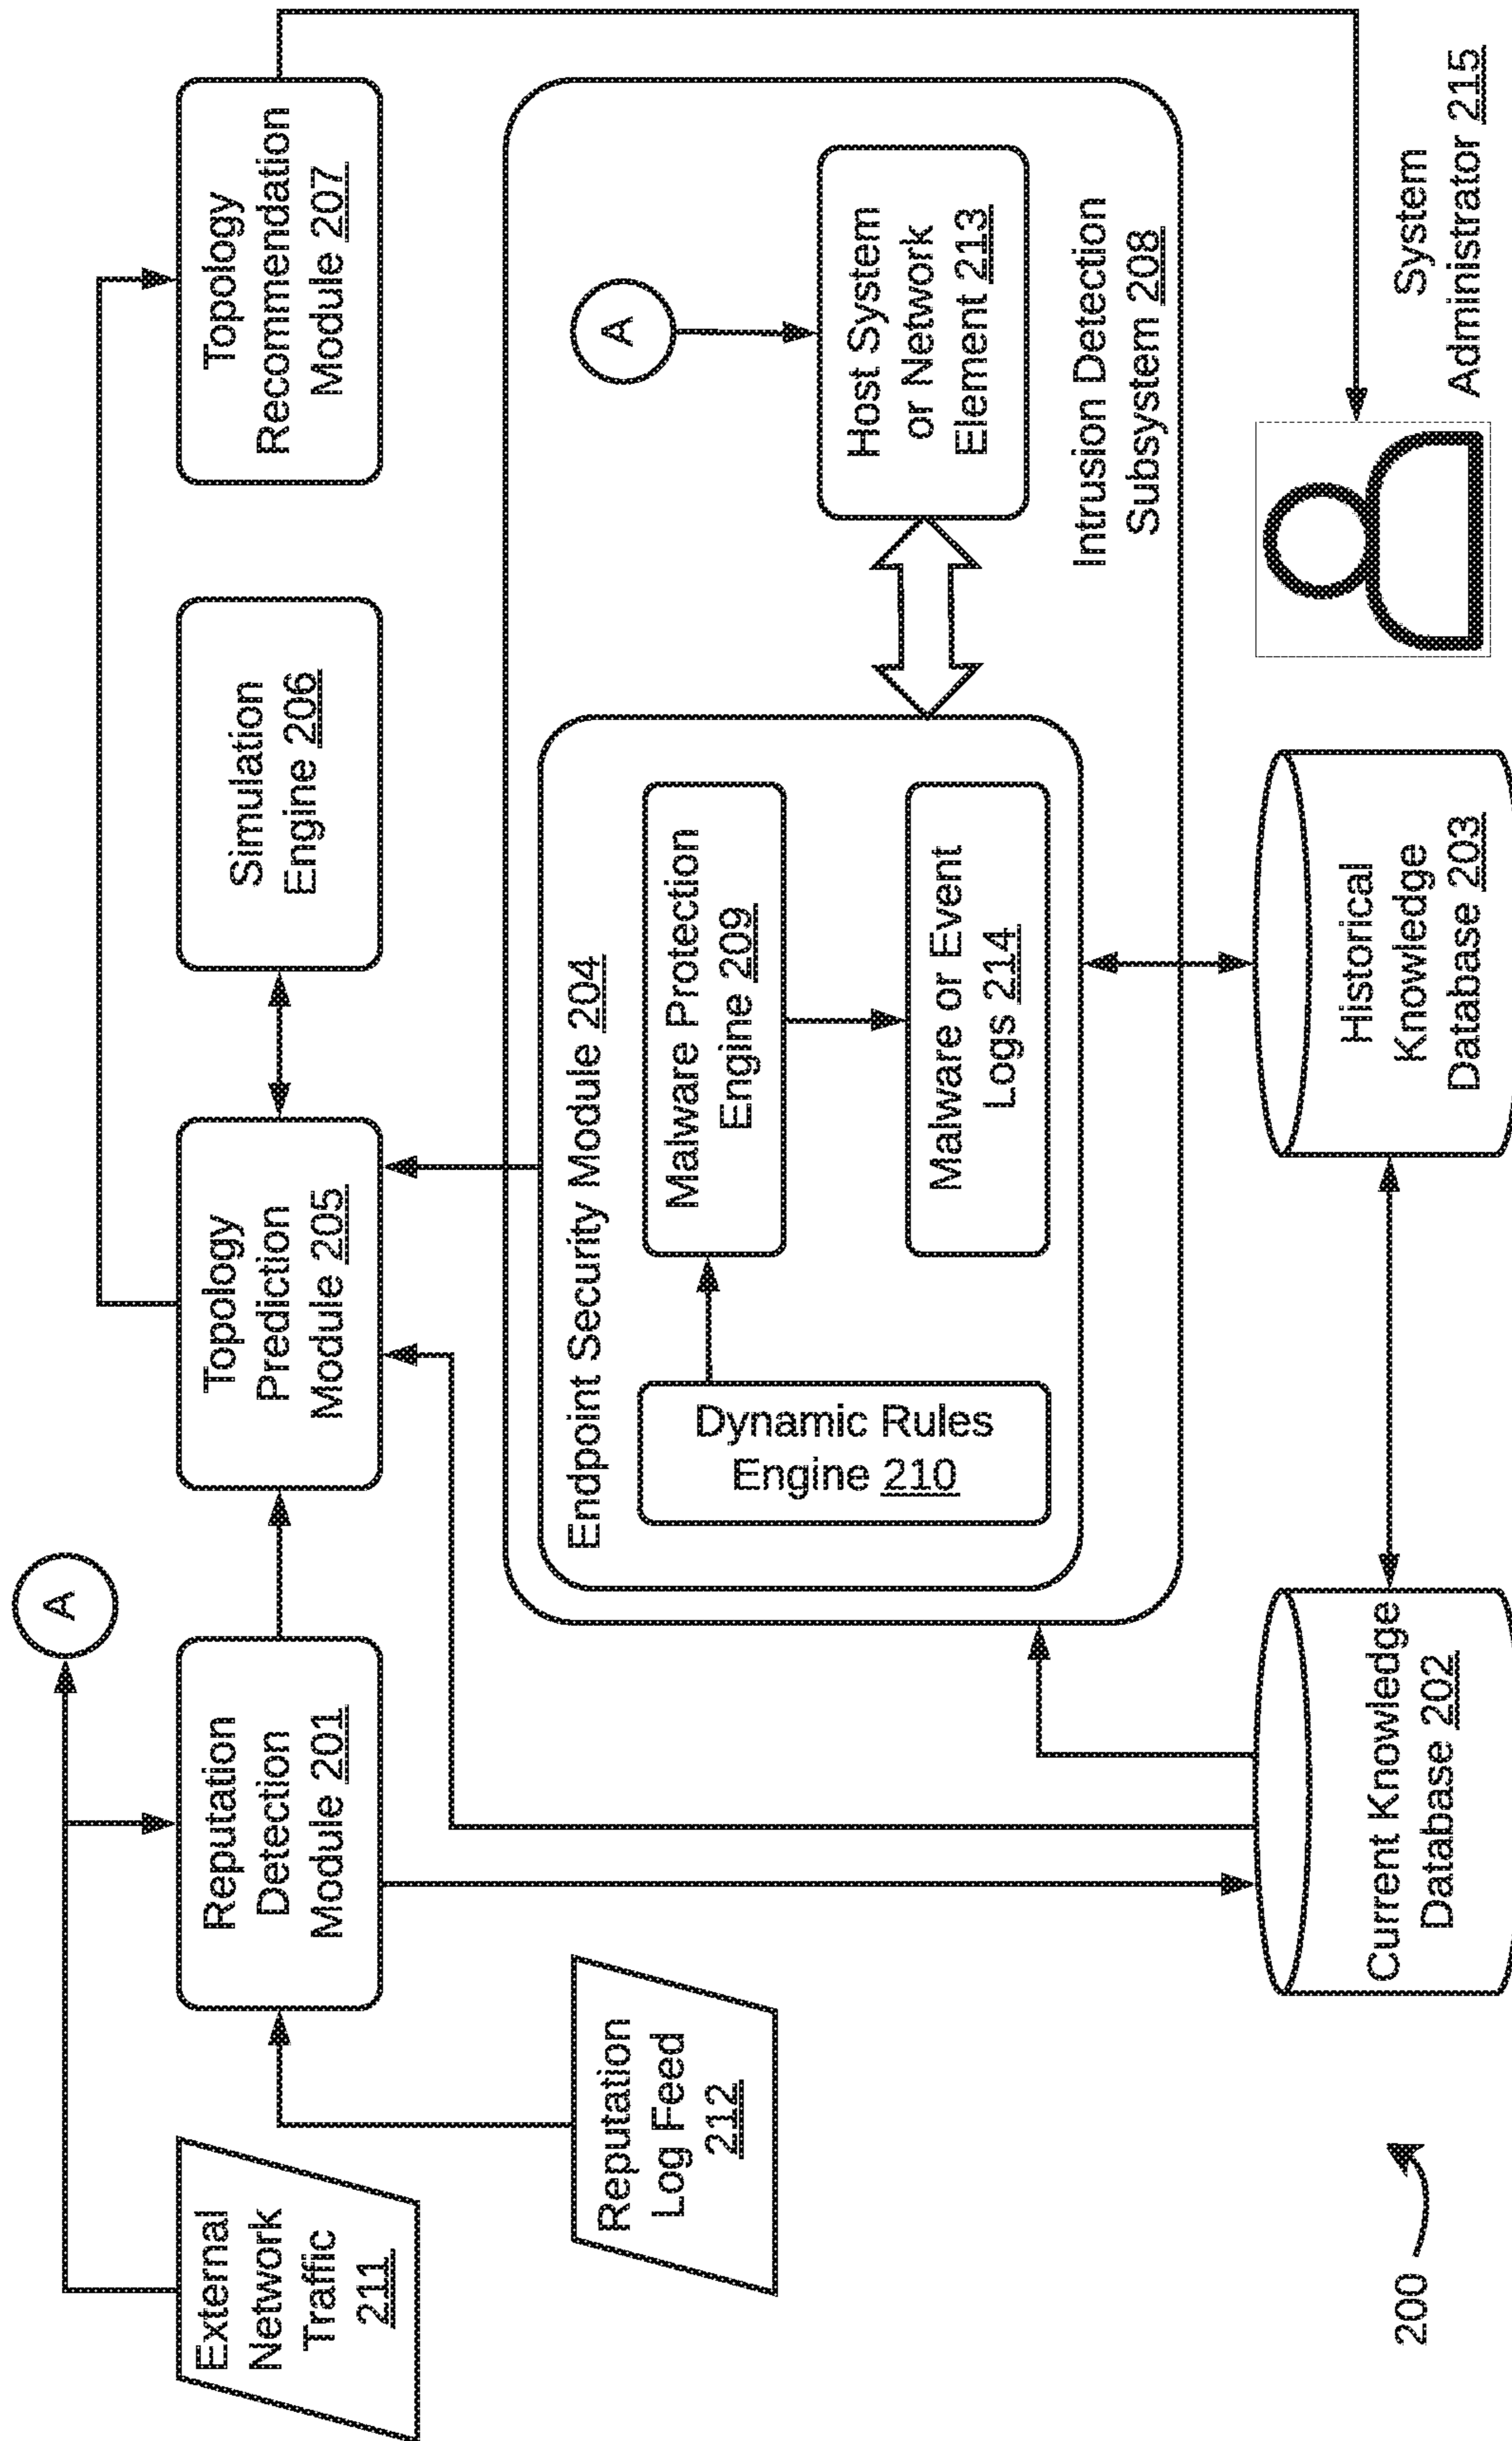 A
External
Network
Traffic
211
Reputation
Detection
Module 201
Topology
Prediction
Module 205
Simulation
Engine 206
Topology
Recommendation
Module 207
Reputation
Log Feed
212
Endpoint Security Module 204
Dynamic Rules
Engine 210
Malware Protection
Engine 209
Malware or Event
Logs 214
A
Host System
or Network
Element 213
Intrusion Detection
Subsystem 208
200
Current Knowledge
Database 202
Historical
Knowledge
Database 203
System
Administrator 215